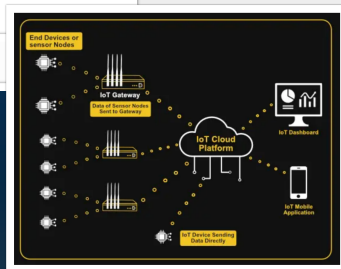 End Devices or
sensor Nodes
IoT Gateway
Data of Sensor Nodes
Sent to Gateway
IoT Cloud
Platform
IoT Dashboard
IoT Mobile
Application
IoT Device Sending
Data Directly